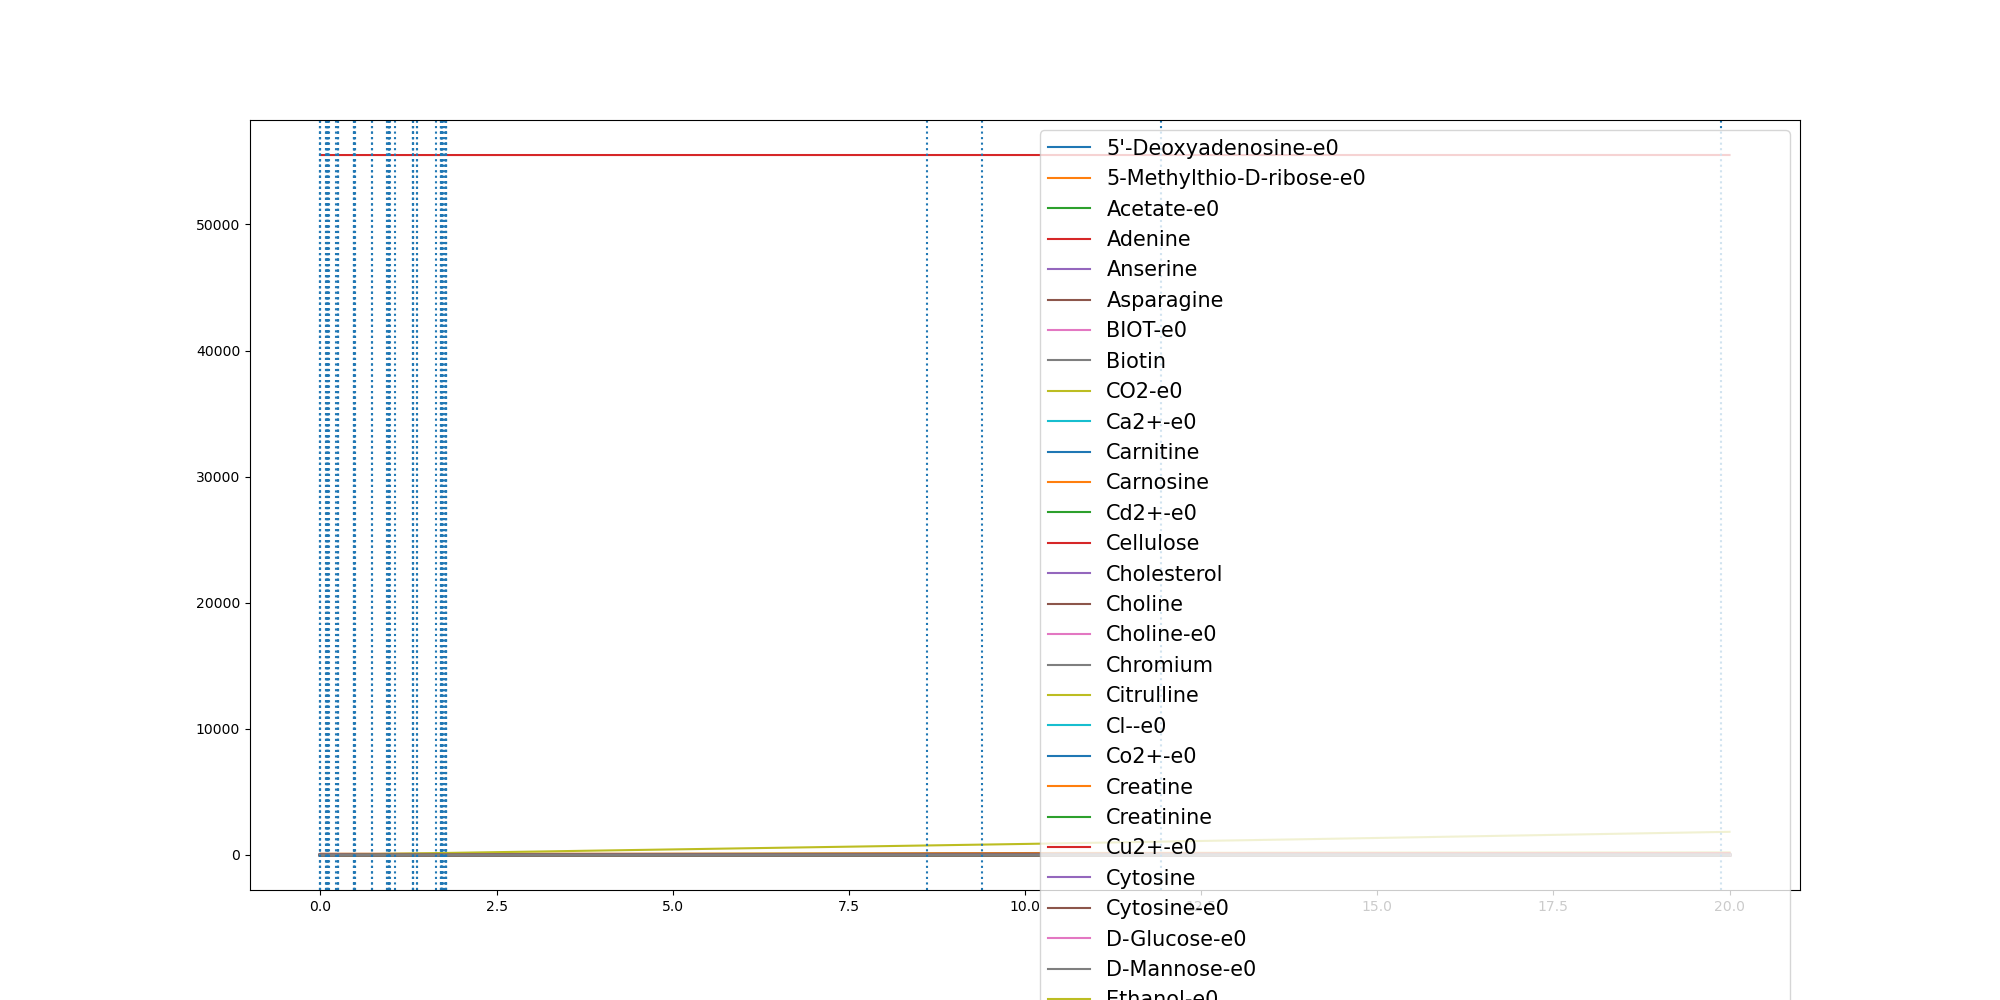 50000
40000
30000
20000
10000
0
0.0
2.5
5.0
7.5
10.0
15.0
17.5
20.0
5'-Deoxyadenosine-e0
5-Methylthio-D-ribose-e0
Acetate-e0
Adenine
Anserine
Asparagine
BIOT-e0
Biotin
CO2-e0
Ca2+-e0
Carnitine
Carnosine
Cd2+-e0
Cellulose
Cholesterol
Choline
Choline-e0
Chromium
Citrulline
Cl--e0
Co2+-e0
Creatine
Creatinine
Cu2+-e0
Cytosine
Cytosine-e0
D-Glucose-e0
D-Mannose-e0
Ethanol-e0